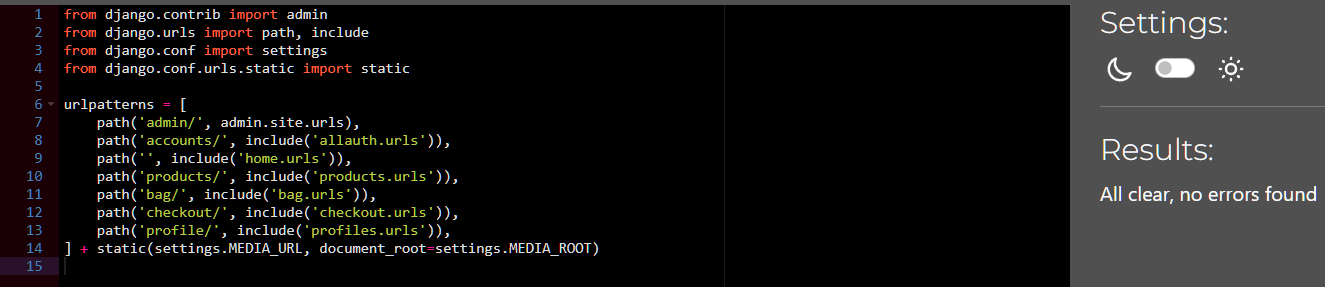 1 from django.contrib import admin
2 from django.urls import path, include
3 from django.conf import settings
4 from django.conf.urls.static import static
5
6 urlpatterns = [
7     path('admin/', admin.site.urls),
8     path('accounts/', include('allauth.urls')),
9     path('', include('home.urls')),
10     path('products/', include('products.urls')),
11     path('bag/', include('bag.urls')),
12     path('checkout/', include('checkout.urls')),
13     path('profile/', include('profiles.urls')),
14 ] + static(settings.MEDIA_URL, document_root=settings.MEDIA_ROOT)
15
Settings:
Results:
All clear, no errors found